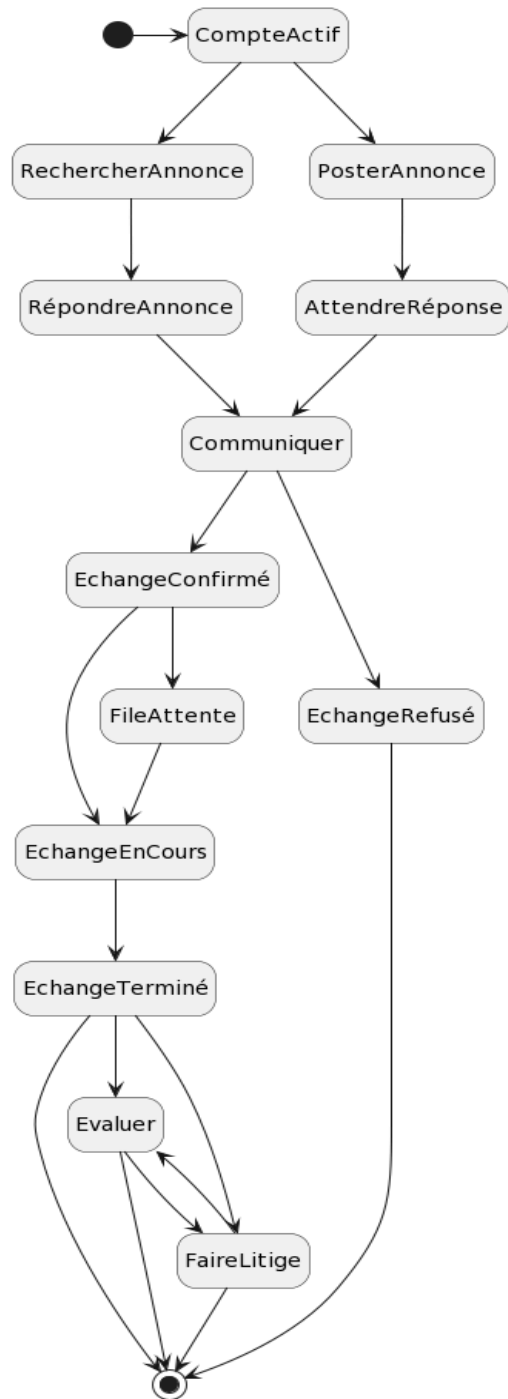 CompteActif
RechercherAnnonce
PosterAnnonce
RépondreAnnonce
AttendreRéponse
Communiquer
EchangeConfirmé
FileAttente
EchangeRefusé
EchangeEnCours
EchangeTerminé
Evaluer
FaireLitige